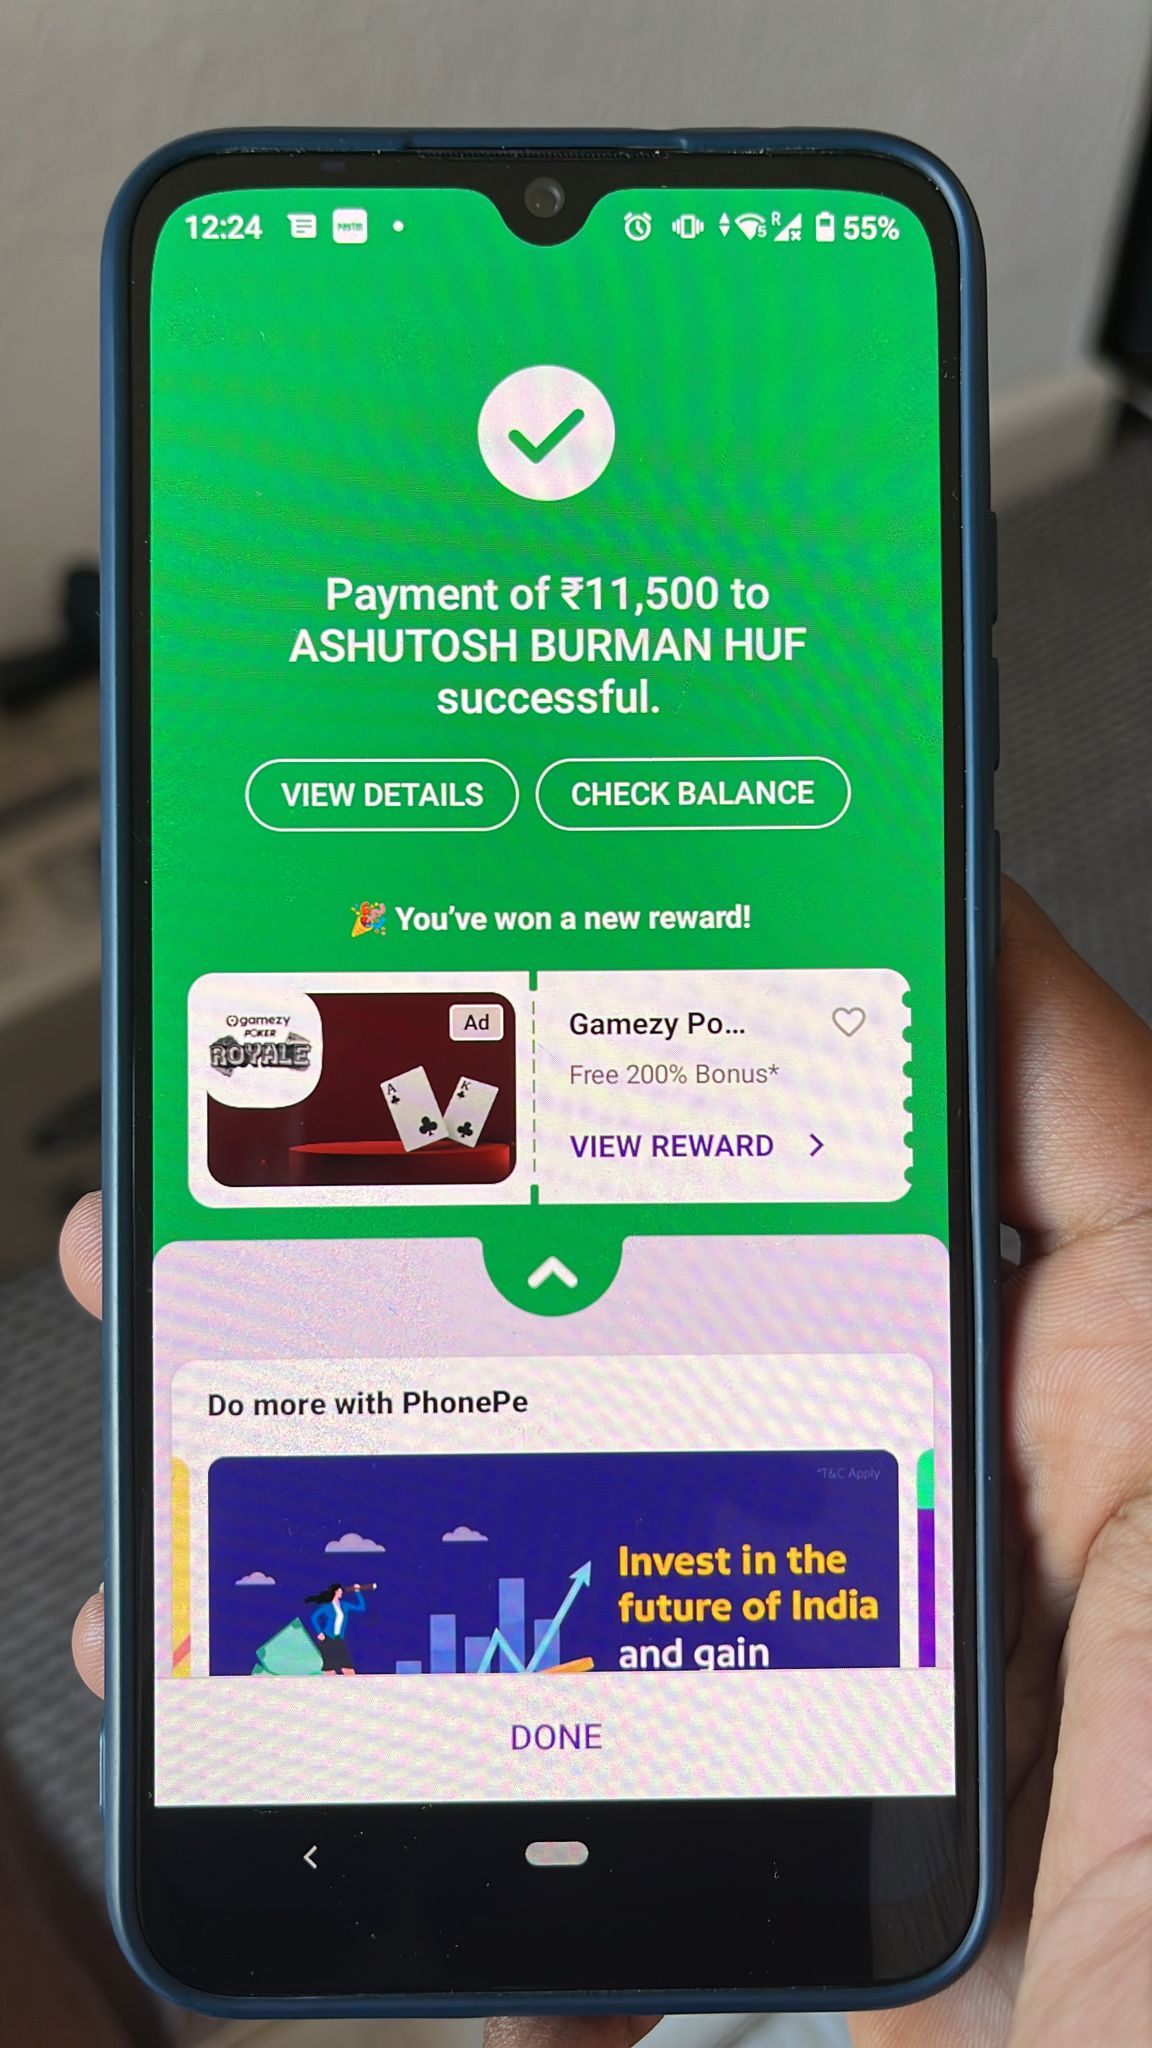 12:24
paytm
5
R
55%
Payment of ₹11,500 to
ASHUTOSH BURMAN HUF
successful.
VIEW DETAILS
CHECK BALANCE
🎉 You've won a new reward!
gamezy
POKER
ROYALE
Ad
A
K
Gamezy Po...
Free 200% Bonus*
VIEW REWARD
Do more with PhonePe
*T&C Apply
Invest in the
future of India
and gain
DONE